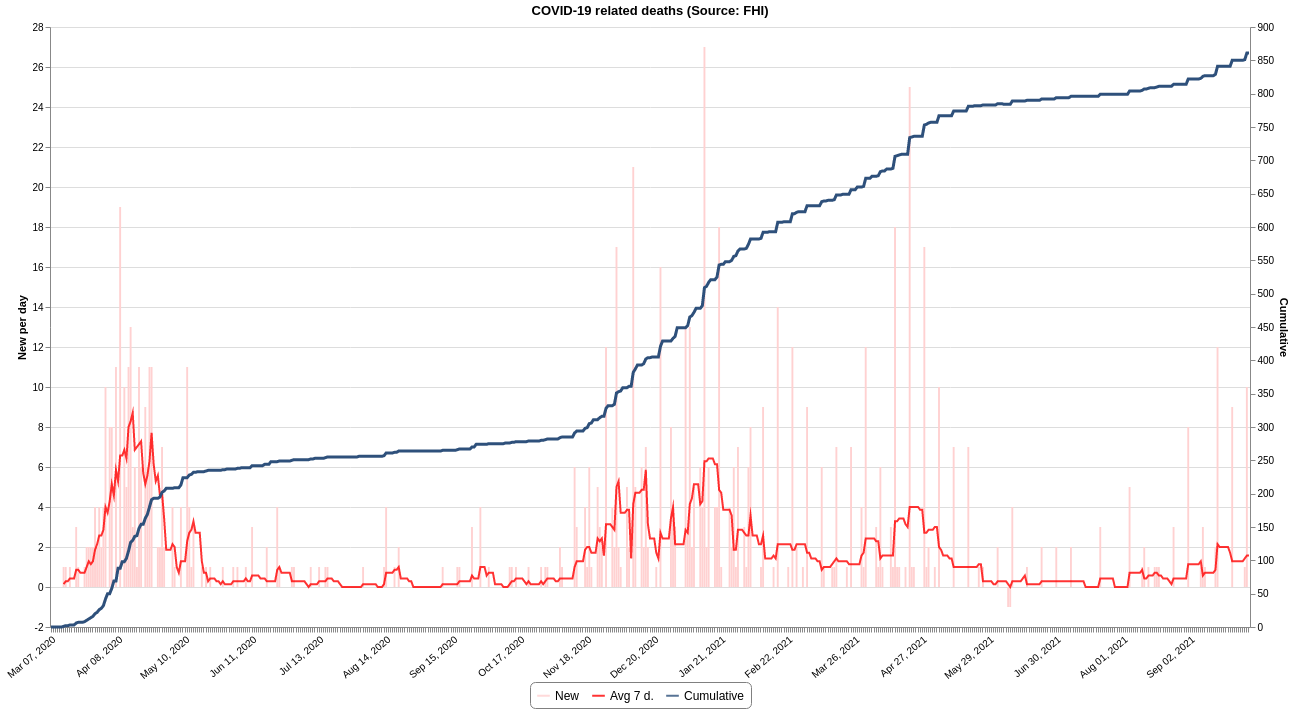 COVID-19 related deaths (Source: FHI)
28
26
24
22
20
18
16
14
12
10
8
6
4
2
0
-2
New per day
900
850
800
750
700
650
600
550
500
450
400
350
300
250
200
150
100
50
0
Cumulative
Mar 07, 2020
Apr 08, 2020
May 10, 2020
Jun 11, 2020
Jul 13, 2020
Aug 14, 2020
Sep 15, 2020
Oct 17, 2020
Nov 18, 2020
Dec 20, 2020
Jan 21, 2021
Feb 22, 2021
Mar 26, 2021
Apr 27, 2021
May 29, 2021
Jun 30, 2021
Aug 01, 2021
Sep 02, 2021
New Avg 7 d. Cumulative